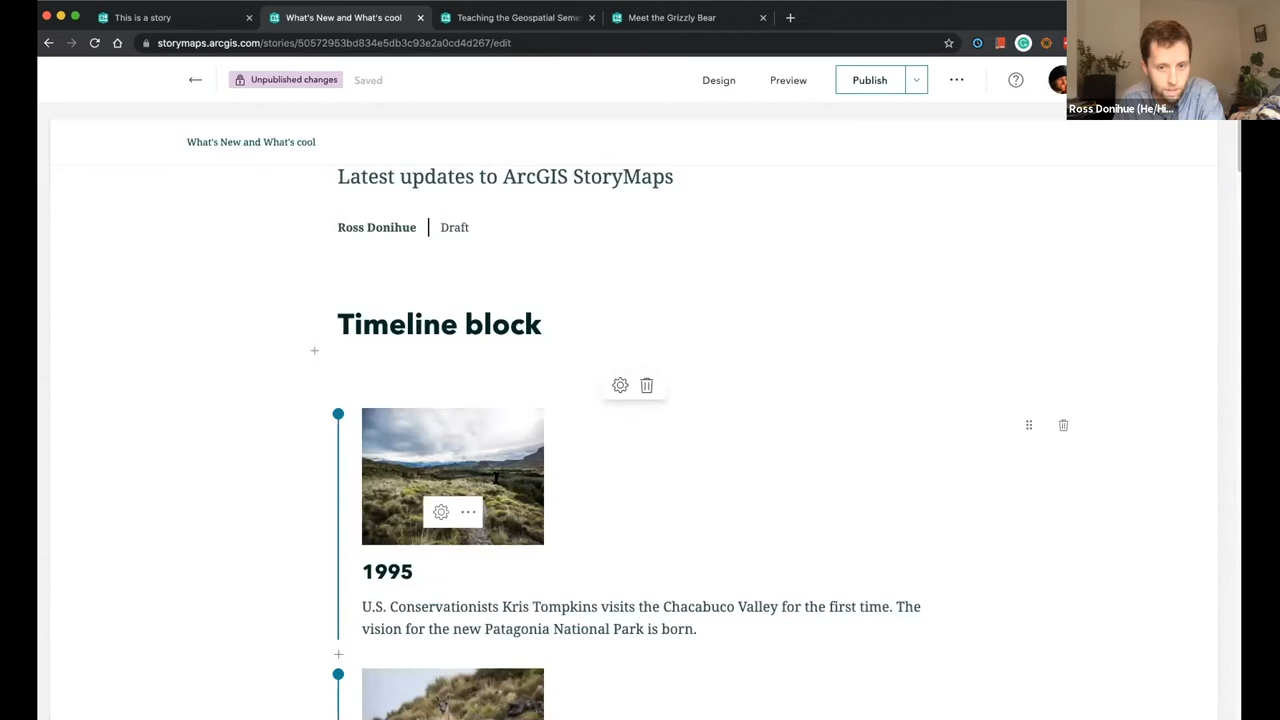 This is a story
What's New and What's cool
Teaching the Geospatial Sem
Meet the Grizzly Bear
storymaps.arcgis.com/stories/50572953bd834e5db3c93e2a0cd4d267/edit
Unpublished changes
Saved
Design
Preview
Publish
Ross Donihue (He/Hi...
What's New and What's cool
Latest updates to ArcGIS StoryMaps
Ross Donihue | Draft
Timeline block
1995
U.S. Conservationists Kris Tompkins visits the Chacabuco Valley for the first time. The
vision for the new Patagonia National Park is born.